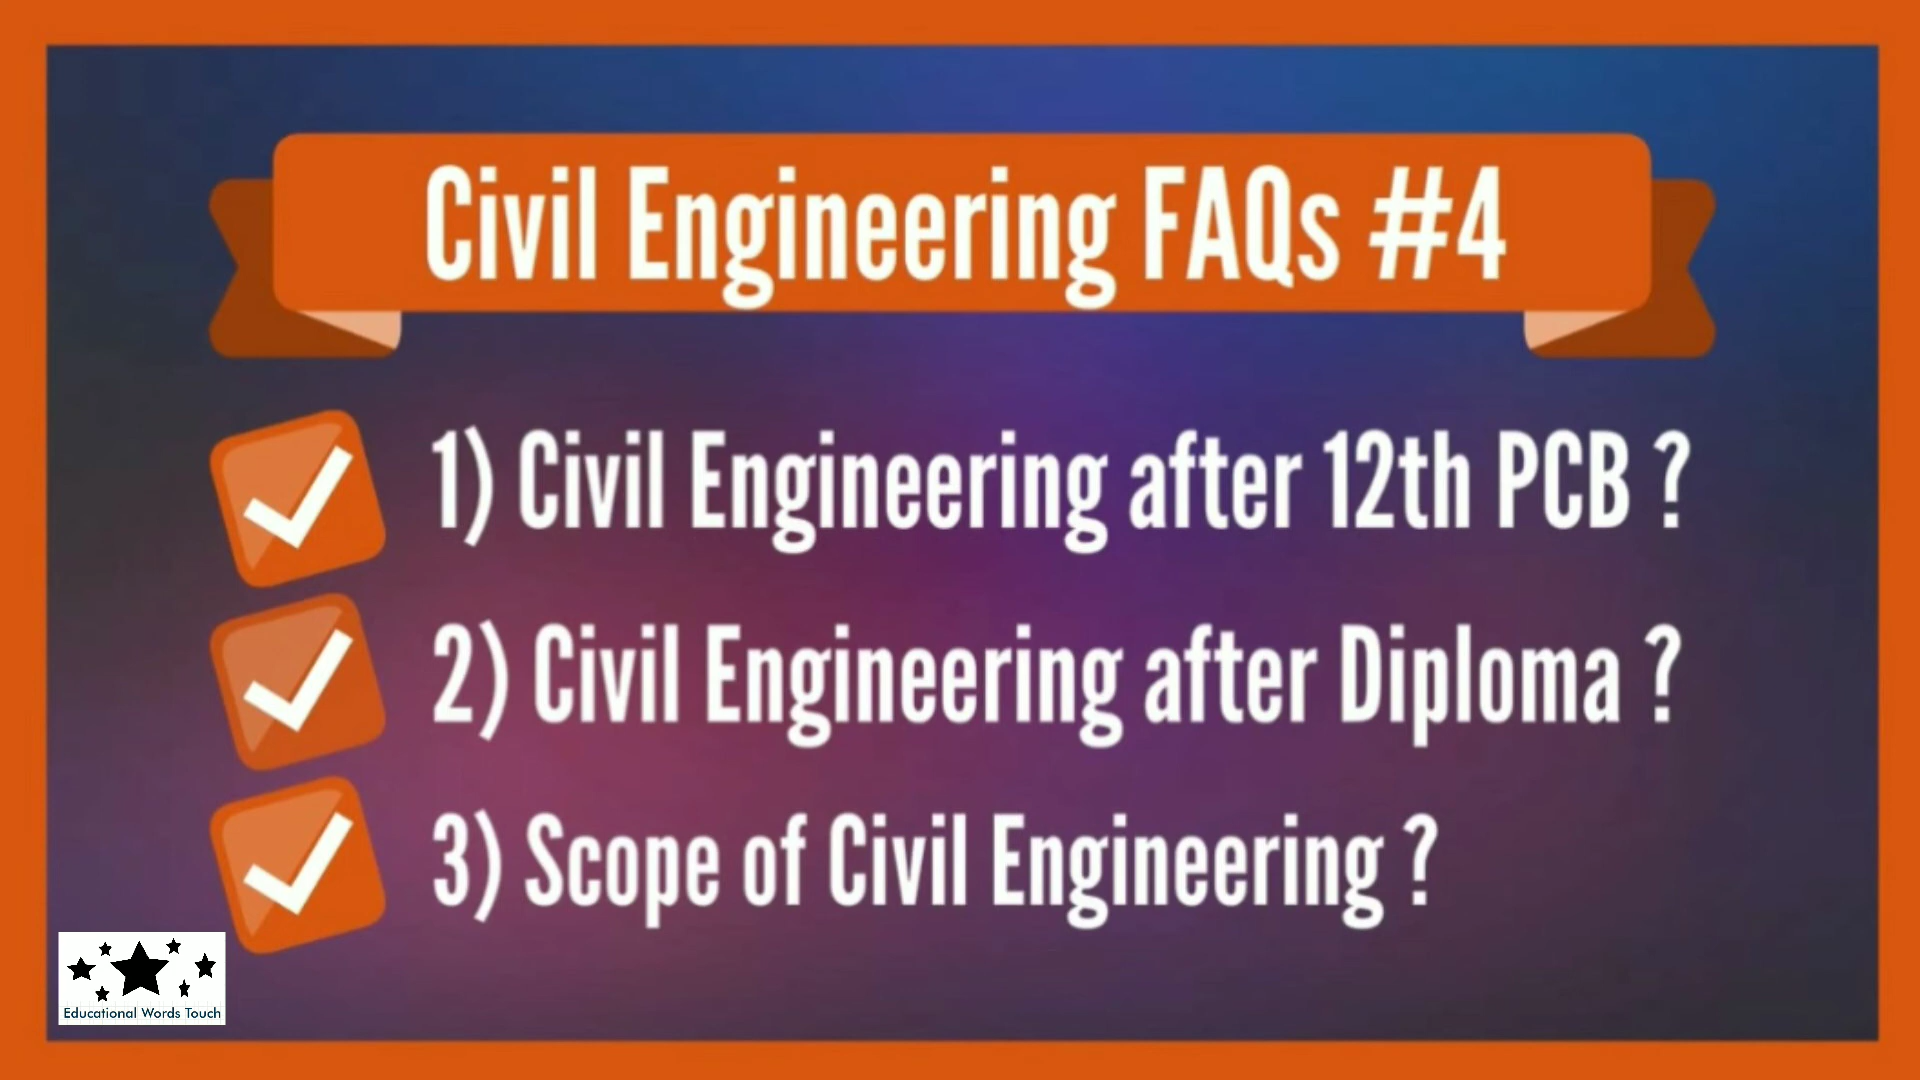 Civil Engineering FAQs #4
1) Civil Engineering after 12th PCB ?
2) Civil Engineering after Diploma ?
3) Scope of Civil Engineering ?
Educational Words Touch